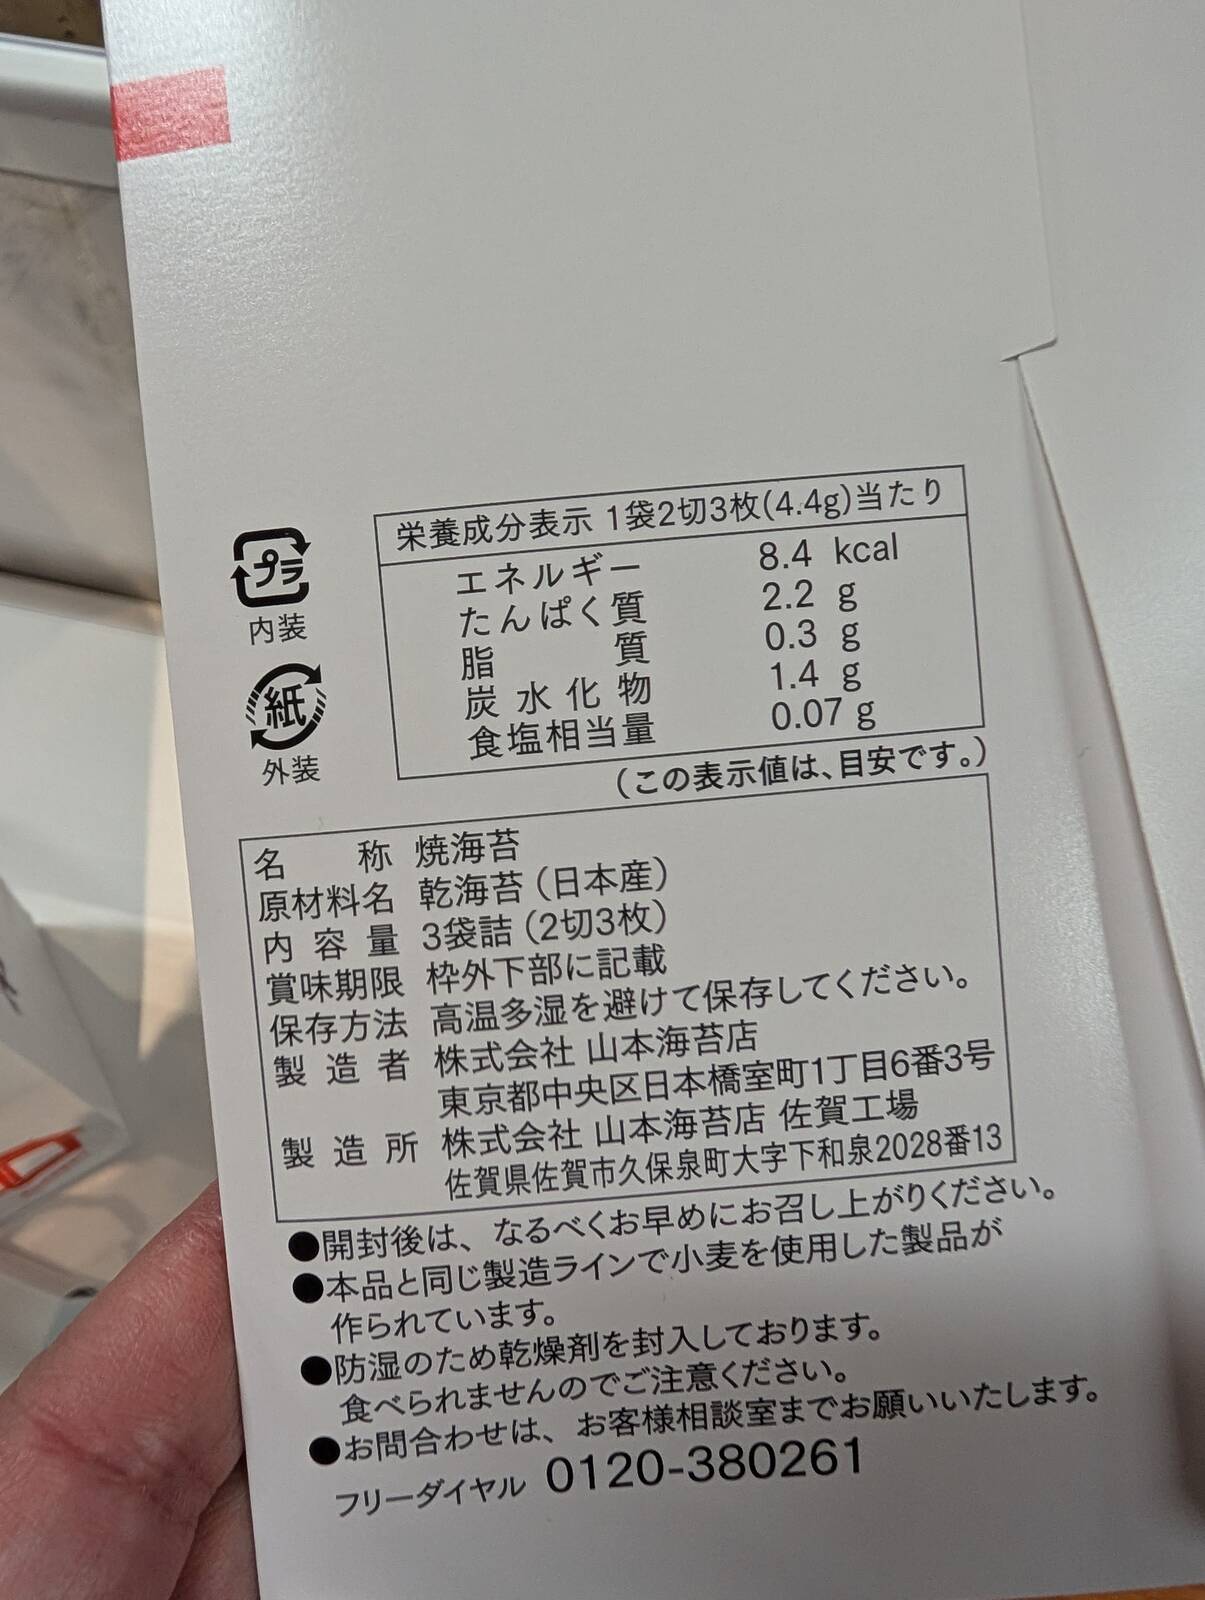 栄養成分表示 1袋2切3枚(4.4g)当たり
エネルギー 8.4 kcal
たんぱく質 2.2 g
脂質 0.3 g
炭水化物 1.4 g
食塩相当量 0.07 g
(この表示値は、目安です。)
プラ
内装
紙
外装
名称 焼海苔
原材料名 乾海苔(日本産)
内容量 3袋詰(2切3枚)
賞味期限 枠外下部に記載
保存方法 高温多湿を避けて保存してください。
製造者 株式会社 山本海苔店
東京都中央区日本橋室町1丁目6番3号
製造所 株式会社 山本海苔店 佐賀工場
佐賀県佐賀市久保泉町大字下和泉2028番13
●開封後は、なるべくお早めにお召し上がりください。
●本品と同じ製造ラインで小麦を使用した製品が
作られています。
●防湿のため乾燥剤を封入しております。
食べられませんのでご注意ください。
●お問合わせは、お客様相談室までお願いいたします。
フリーダイヤル 0120-380261